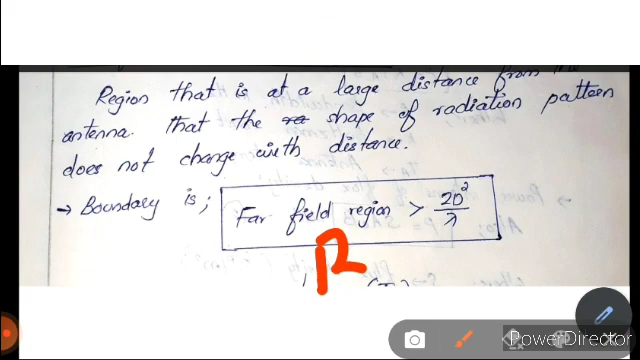 Region that is at a large distance from the
antenna. that the shape of radiation pattern
does not change with distance.
→ Boundary is; Far field region > 2D²/λ
R
PowerDirector